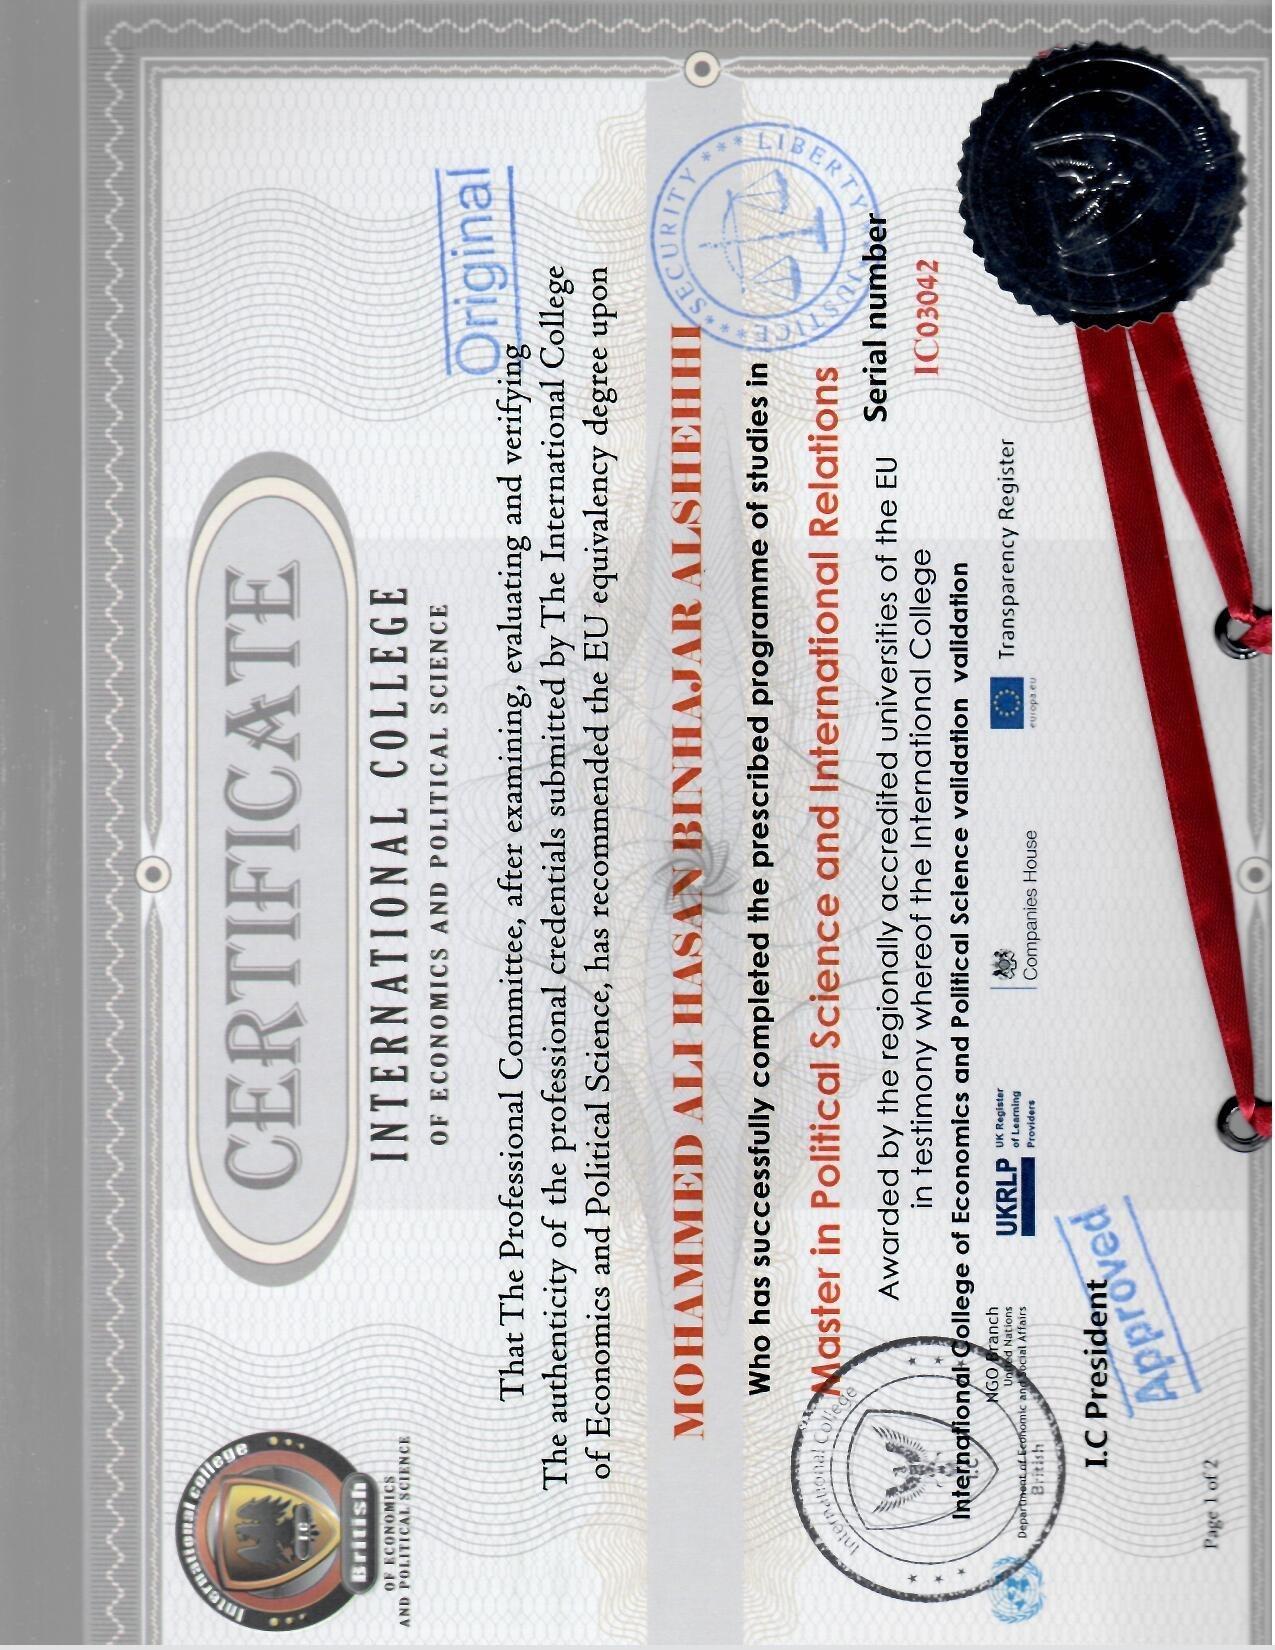 International college
I.C
British
OF ECONOMICS
AND POLITICAL SCIENCE
CERTIFICATE
INTERNATIONAL COLLEGE
OF ECONOMICS AND POLITICAL SCIENCE
Original
That The Professional Committee, after examining, evaluating and verifying
The authenticity of the professional credentials submitted by The International College
of Economics and Political Science, has recommended the EU equivalency degree upon
MOHAMMED ALI HASAN BINHAJAR ALSHEHHI
Who has successfully completed the prescribed programme of studies in
Master in Political Science and International Relations
SECURITY
LIBERTY
JUSTICE
Awarded by the regionally accredited universities of the EU
in testimony whereof the International College
Serial number
IC03042
International College of Economics and Political Science validation validation
International College
I.C
British
NGO Branch
United Nations
Department of Economic and Social Affairs
UKRLP
UK Register
of Learning
Providers
Companies House
europa.eu
Transparency Register
I.C President
Approved
Page 1 of 2